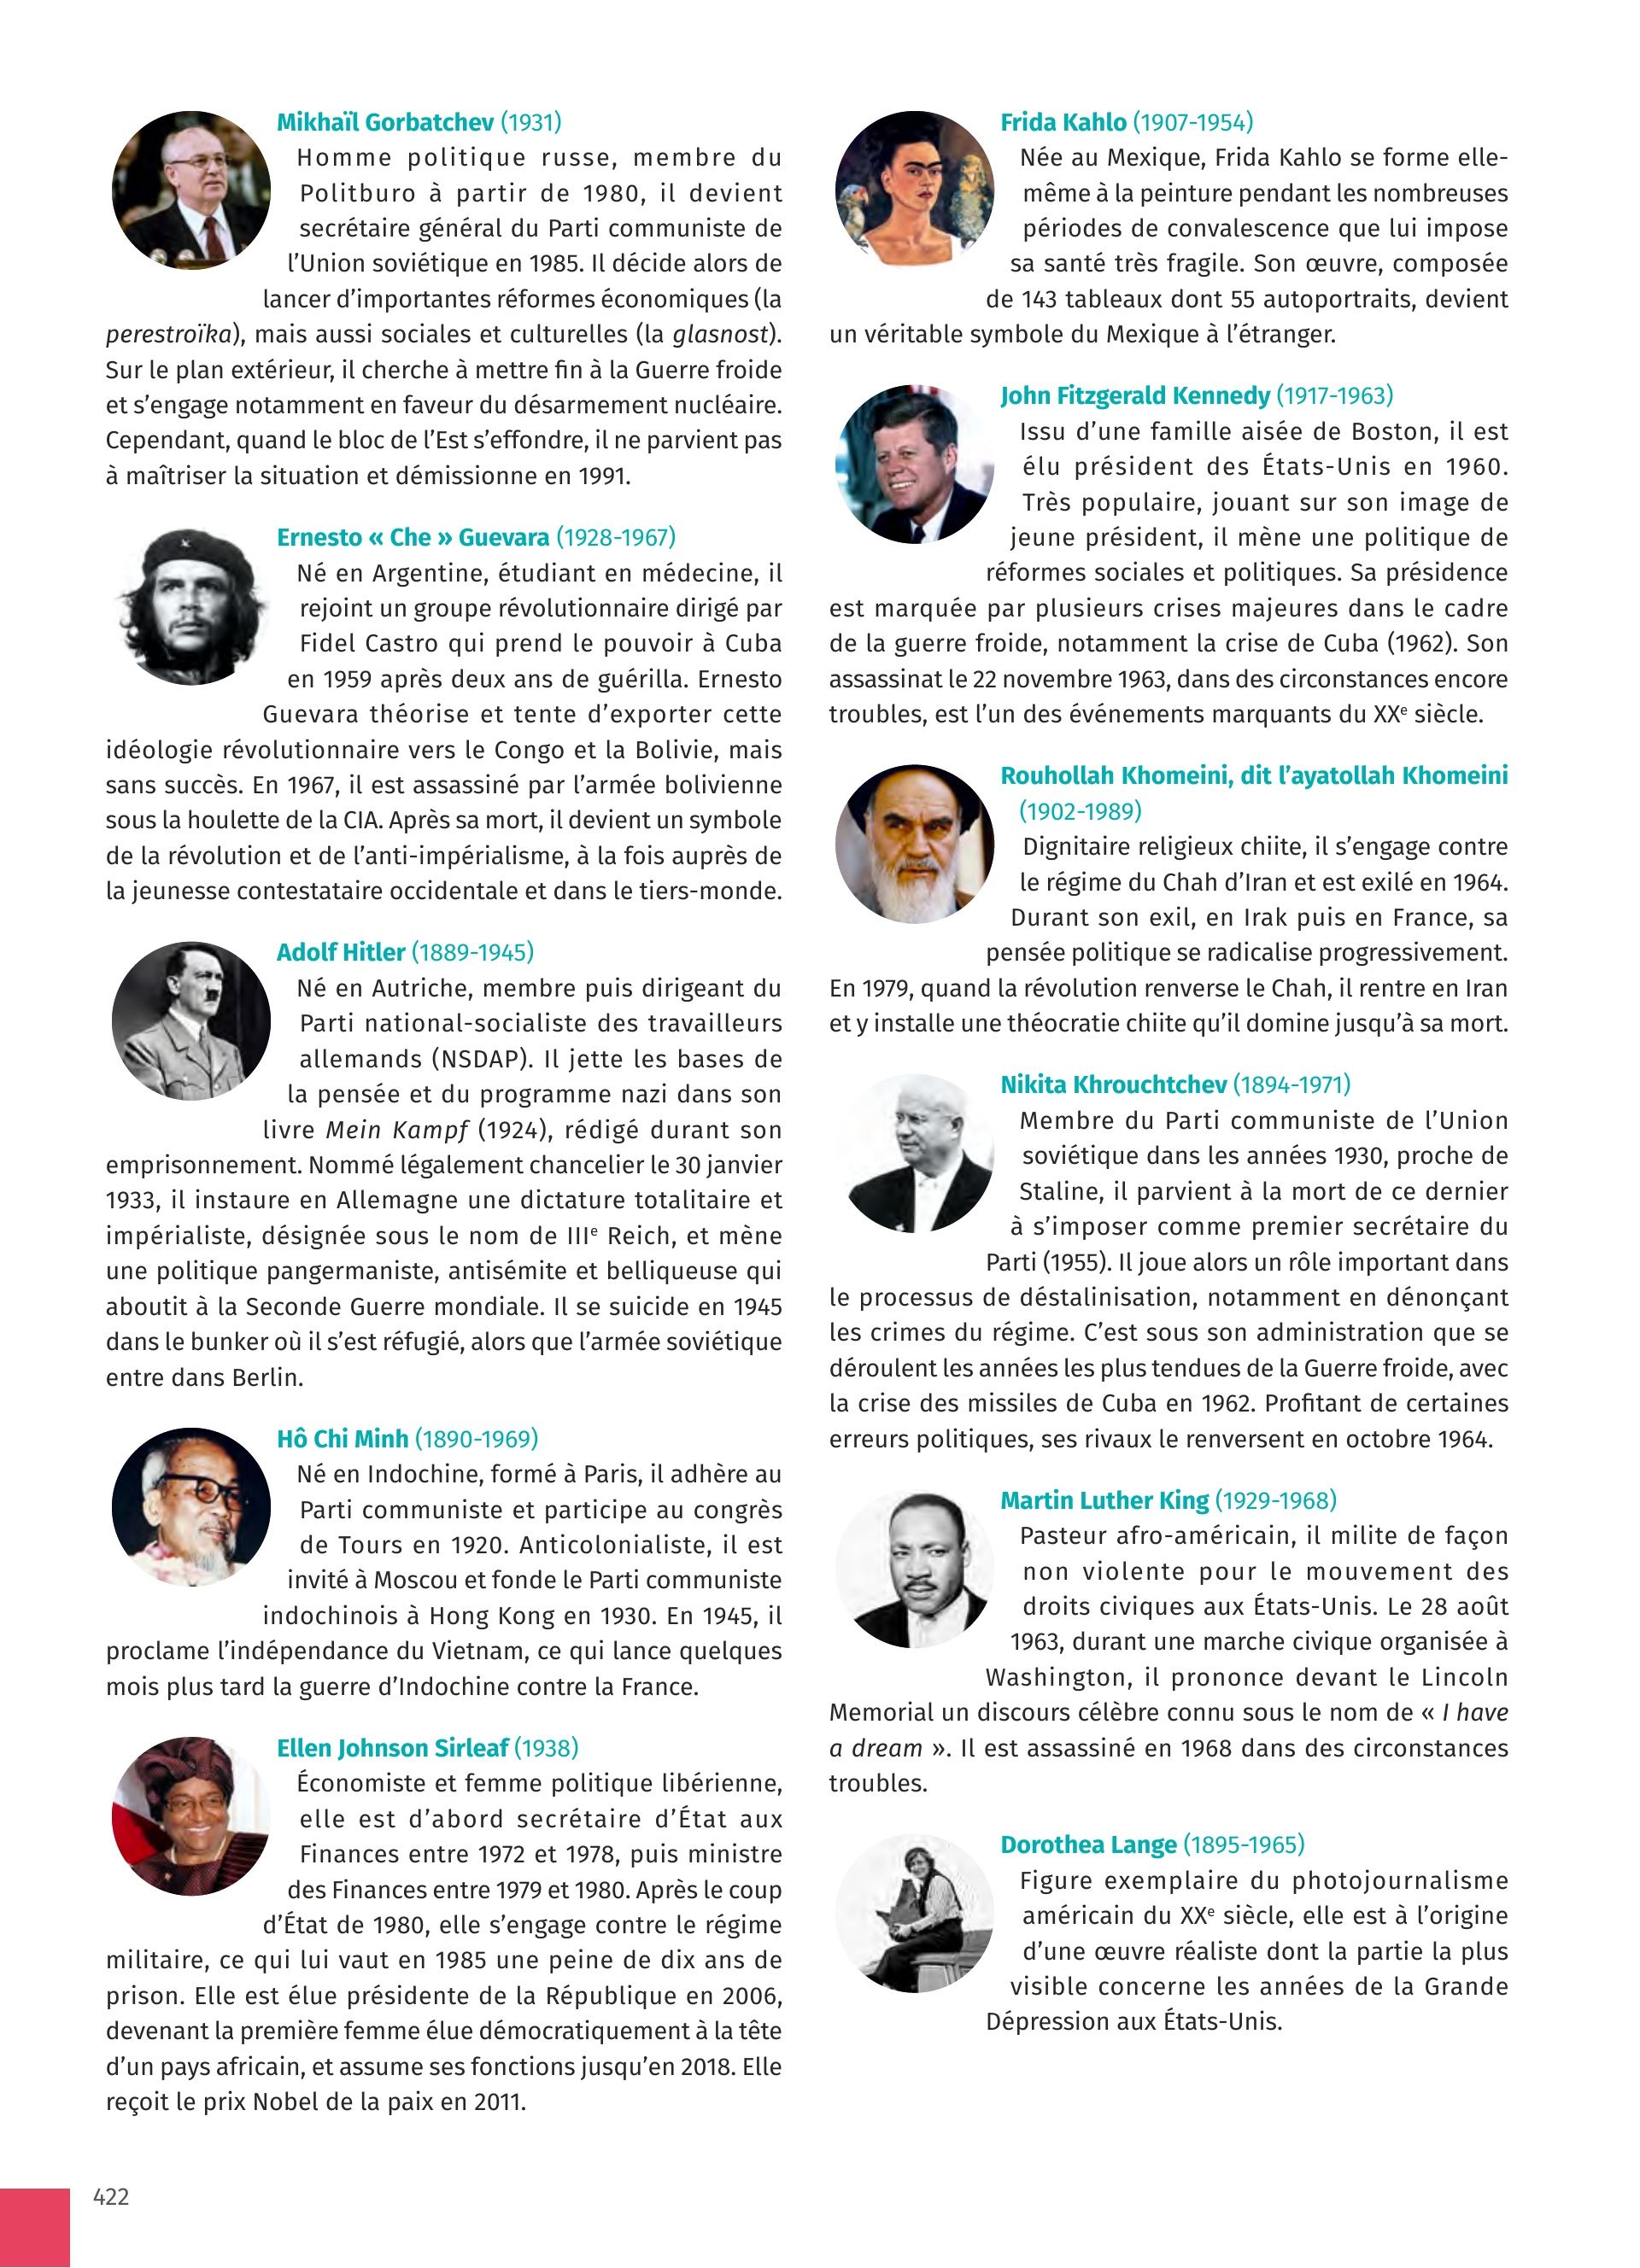 Mikhaïl Gorbatchev (1931)
Homme politique russe, membre du
Politburo à partir de 1980, il devient
secrétaire général du Parti communiste de
l’Union soviétique en 1985. Il décide alors de
lancer d’importantes réformes économiques (la
perestroïka), mais aussi sociales et culturelles (la glasnost).
Sur le plan extérieur, il cherche à mettre fin à la Guerre froide
et s’engage notamment en faveur du désarmement nucléaire.
Cependant, quand le bloc de l’Est s’effondre, il ne parvient pas
à maîtriser la situation et démissionne en 1991.
Ernesto « Che » Guevara (1928-1967)
Né en Argentine, étudiant en médecine, il
rejoint un groupe révolutionnaire dirigé par
Fidel Castro qui prend le pouvoir à Cuba
en 1959 après deux ans de guérilla. Ernesto
Guevara théorise et tente d’exporter cette
idéologie révolutionnaire vers le Congo et la Bolivie, mais
sans succès. En 1967, il est assassiné par l’armée bolivienne
sous la houlette de la CIA. Après sa mort, il devient un symbole
de la révolution et de l’anti-impérialisme, à la fois auprès de
la jeunesse contestataire occidentale et dans le tiers-monde.
Adolf Hitler (1889-1945)
Né en Autriche, membre puis dirigeant du
Parti national-socialiste des travailleurs
allemands (NSDAP). Il jette les bases de
la pensée et du programme nazi dans son
livre Mein Kampf (1924), rédigé durant son
emprisonnement. Nommé légalement chancelier le 30 janvier
1933, il instaure en Allemagne une dictature totalitaire et
impérialiste, désignée sous le nom de IIIe Reich, et mène
une politique pangermaniste, antisémite et belliqueuse qui
aboutit à la Seconde Guerre mondiale. Il se suicide en 1945
dans le bunker où il s’est réfugié, alors que l’armée soviétique
entre dans Berlin.
Hô Chi Minh (1890-1969)
Né en Indochine, formé à Paris, il adhère au
Parti communiste et participe au congrès
de Tours en 1920. Anticolonialiste, il est
invité à Moscou et fonde le Parti communiste
indochinois à Hong Kong en 1930. En 1945, il
proclame l’indépendance du Vietnam, ce qui lance quelques
mois plus tard la guerre d’Indochine contre la France.
Ellen Johnson Sirleaf (1938)
Économiste et femme politique libérienne,
elle est d’abord secrétaire d’État aux
Finances entre 1972 et 1978, puis ministre
des Finances entre 1979 et 1980. Après le coup
d’État de 1980, elle s’engage contre le régime
militaire, ce qui lui vaut en 1985 une peine de dix ans de
prison. Elle est élue présidente de la République en 2006,
devenant la première femme élue démocratiquement à la tête
d’un pays africain, et assume ses fonctions jusqu’en 2018. Elle
reçoit le prix Nobel de la paix en 2011.
Frida Kahlo (1907-1954)
Née au Mexique, Frida Kahlo se forme elle-
même à la peinture pendant les nombreuses
périodes de convalescence que lui impose
sa santé très fragile. Son œuvre, composée
de 143 tableaux dont 55 autoportraits, devient
un véritable symbole du Mexique à l’étranger.
John Fitzgerald Kennedy (1917-1963)
Issu d’une famille aisée de Boston, il est
élu président des États-Unis en 1960.
Très populaire, jouant sur son image de
jeune président, il mène une politique de
réformes sociales et politiques. Sa présidence
est marquée par plusieurs crises majeures dans le cadre
de la guerre froide, notamment la crise de Cuba (1962). Son
assassinat le 22 novembre 1963, dans des circonstances encore
troubles, est l’un des événements marquants du XXe siècle.
Rouhollah Khomeini, dit l’ayatollah Khomeini
(1902-1989)
Dignitaire religieux chiite, il s’engage contre
le régime du Chah d’Iran et est exilé en 1964.
Durant son exil, en Irak puis en France, sa
pensée politique se radicalise progressivement.
En 1979, quand la révolution renverse le Chah, il rentre en Iran
et y installe une théocratie chiite qu’il domine jusqu’à sa mort.
Nikita Khrouchtchev (1894-1971)
Membre du Parti communiste de l’Union
soviétique dans les années 1930, proche de
Staline, il parvient à la mort de ce dernier
à s’imposer comme premier secrétaire du
Parti (1955). Il joue alors un rôle important dans
le processus de déstalinisation, notamment en dénonçant
les crimes du régime. C’est sous son administration que se
déroulent les années les plus tendues de la Guerre froide, avec
la crise des missiles de Cuba en 1962. Profitant de certaines
erreurs politiques, ses rivaux le renversent en octobre 1964.
Martin Luther King (1929-1968)
Pasteur afro-américain, il milite de façon
non violente pour le mouvement des
droits civiques aux États-Unis. Le 28 août
1963, durant une marche civique organisée à
Washington, il prononce devant le Lincoln
Memorial un discours célèbre connu sous le nom de « I have
a dream ». Il est assassiné en 1968 dans des circonstances
troubles.
Dorothea Lange (1895-1965)
Figure exemplaire du photojournalisme
américain du XXe siècle, elle est à l’origine
d’une œuvre réaliste dont la partie la plus
visible concerne les années de la Grande
Dépression aux États-Unis.
422